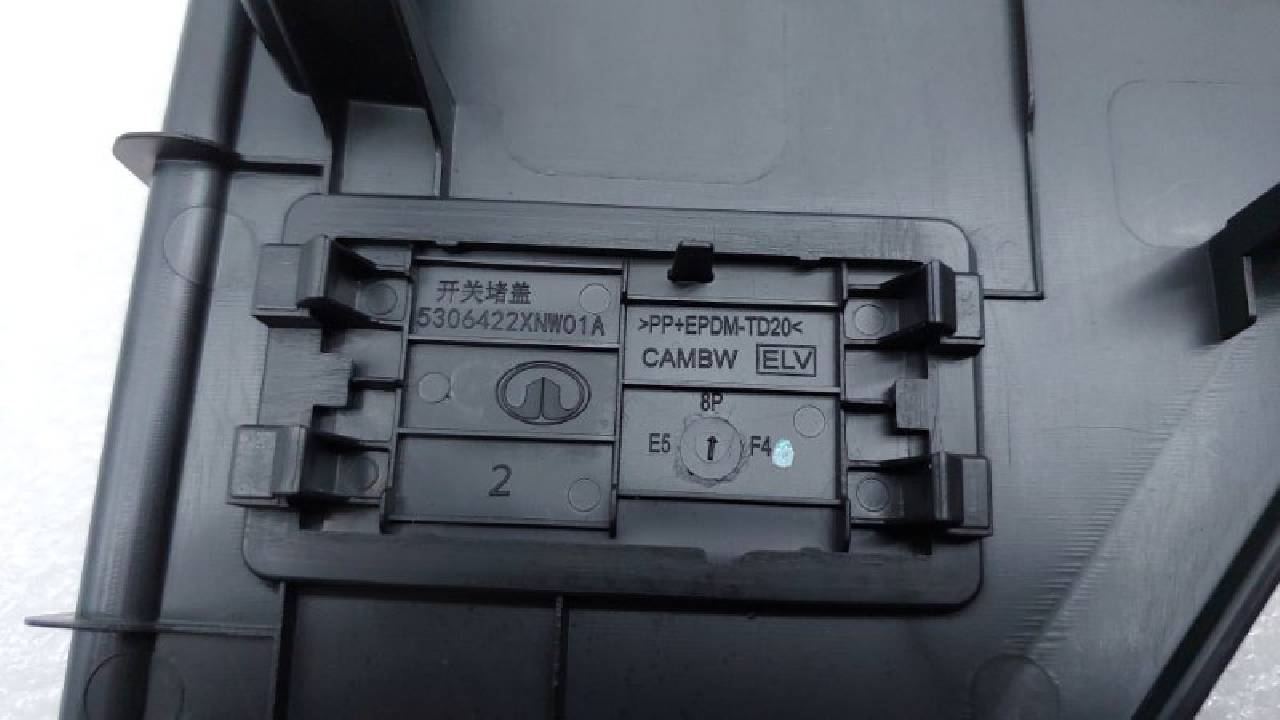 开关堵盖
5306422XNW01A
>PP+EPDM-TD20<
CAMBW ELV
8P
E5 F4
2